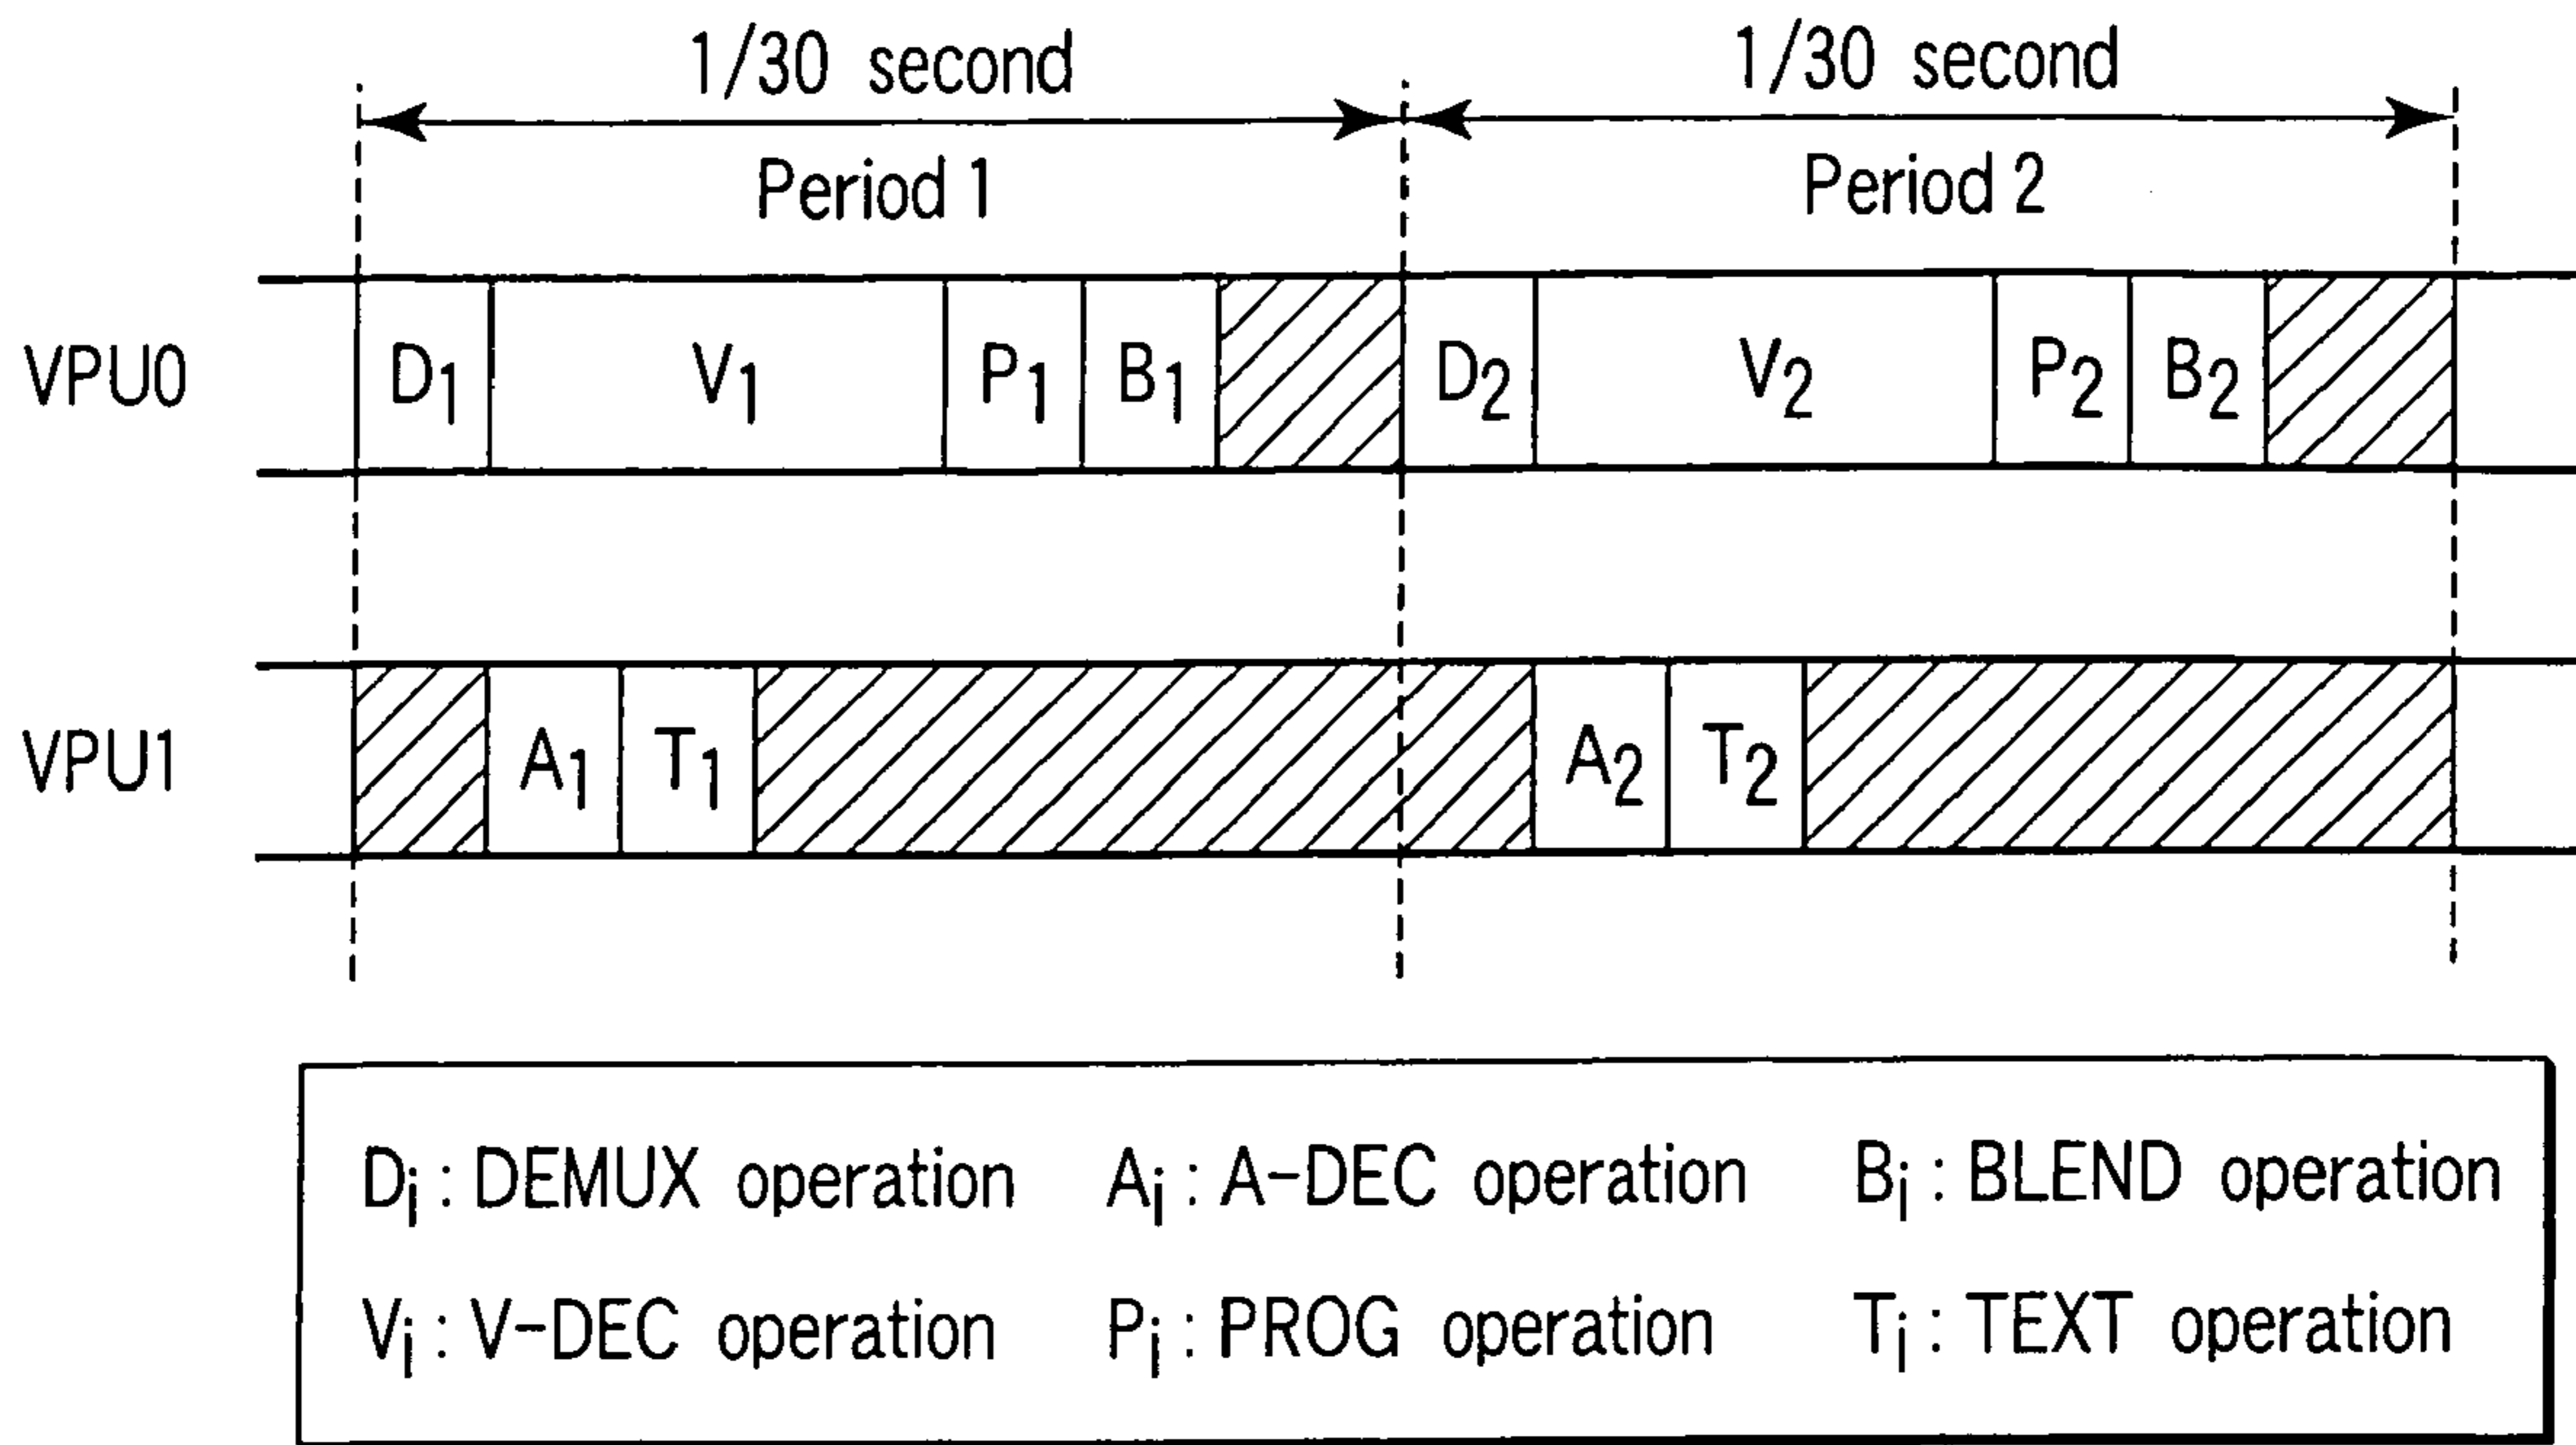 1/30 second 1/30 second
Period 1 Period 2
VPU0 D1 V1 P1 B1 D2 V2 P2 B2
VPU1 A1 T1 A2 T2
Di : DEMUX operation Ai : A-DEC operation Bi : BLEND operation
Vi : V-DEC operation Pi : PROG operation Ti : TEXT operation